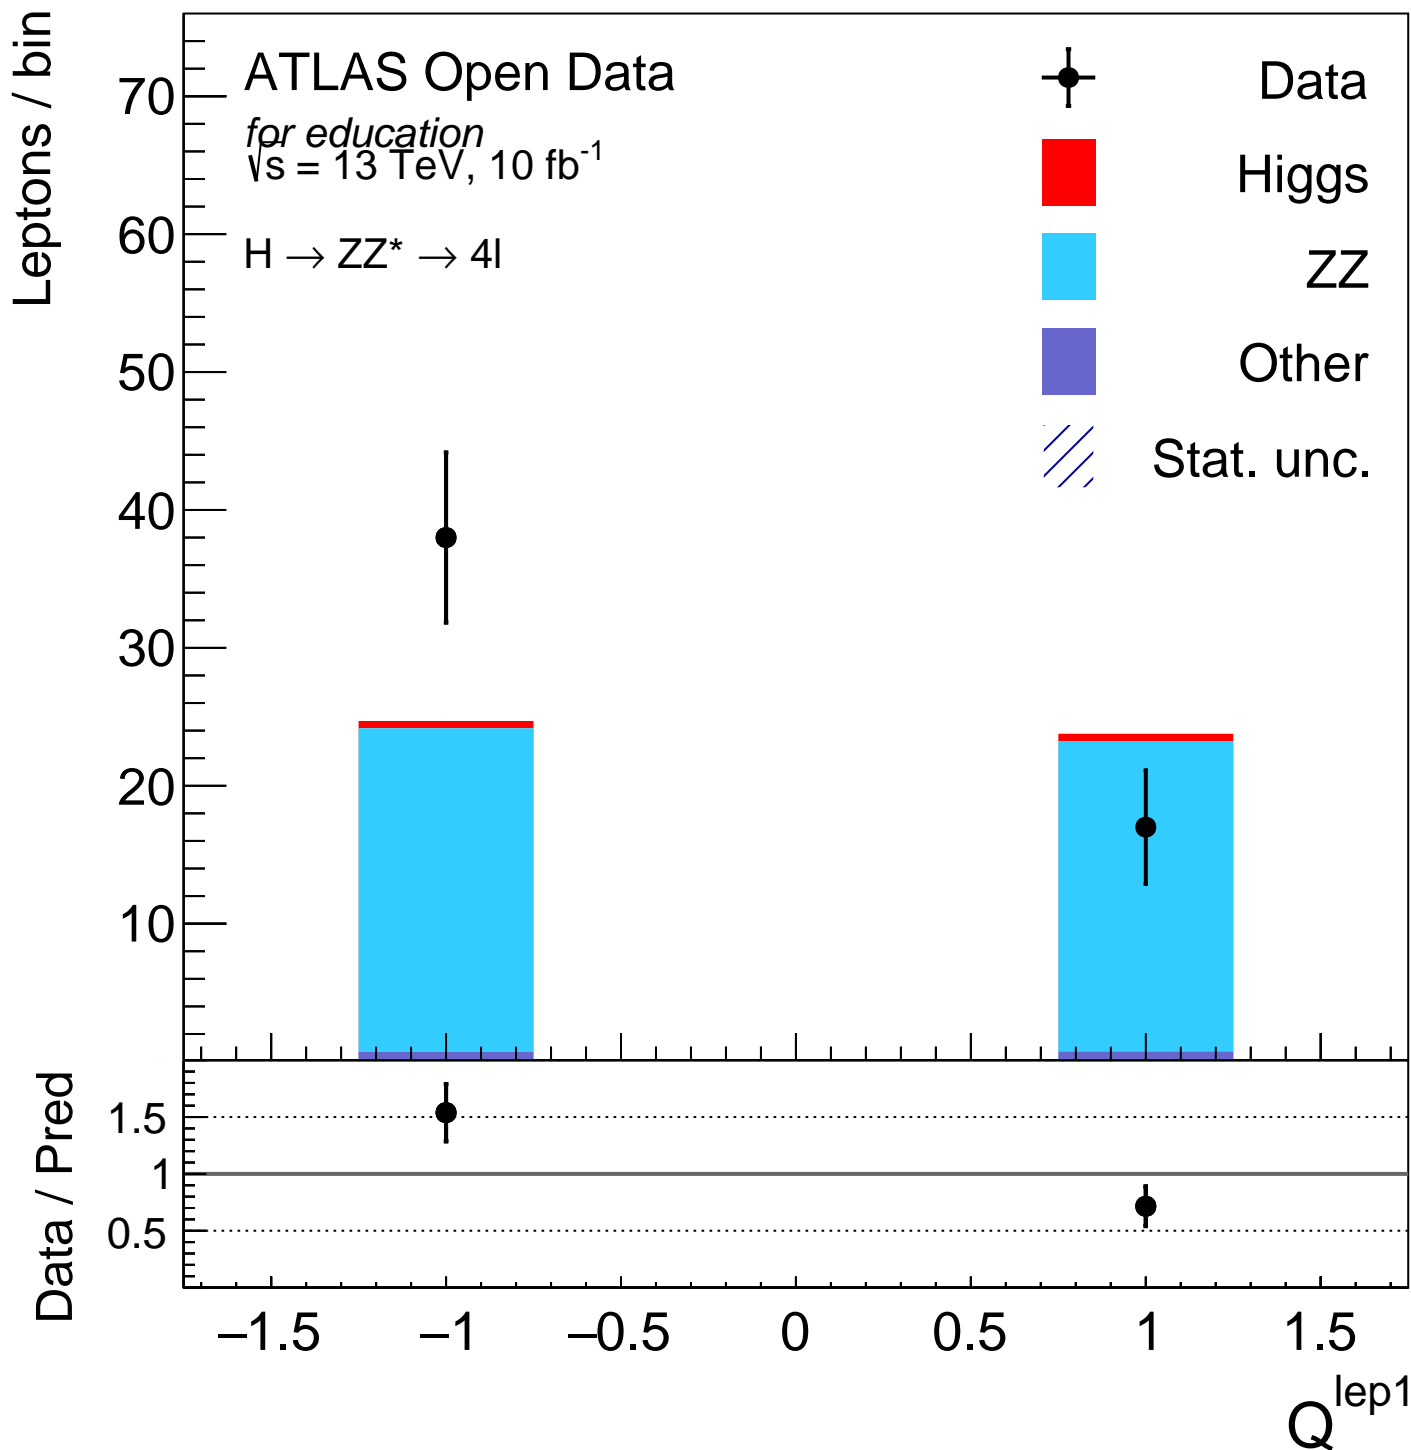 Leptons / bin
70
60
50
40
30
20
10
ATLAS Open Data
for education
√s = 13 TeV, 10 fb⁻¹
H → ZZ* → 4l
Data
Higgs
ZZ
Other
Stat. unc.
Data / Pred
1.5
1
0.5
−1.5 −1 −0.5 0 0.5 1 1.5
Q^lep1